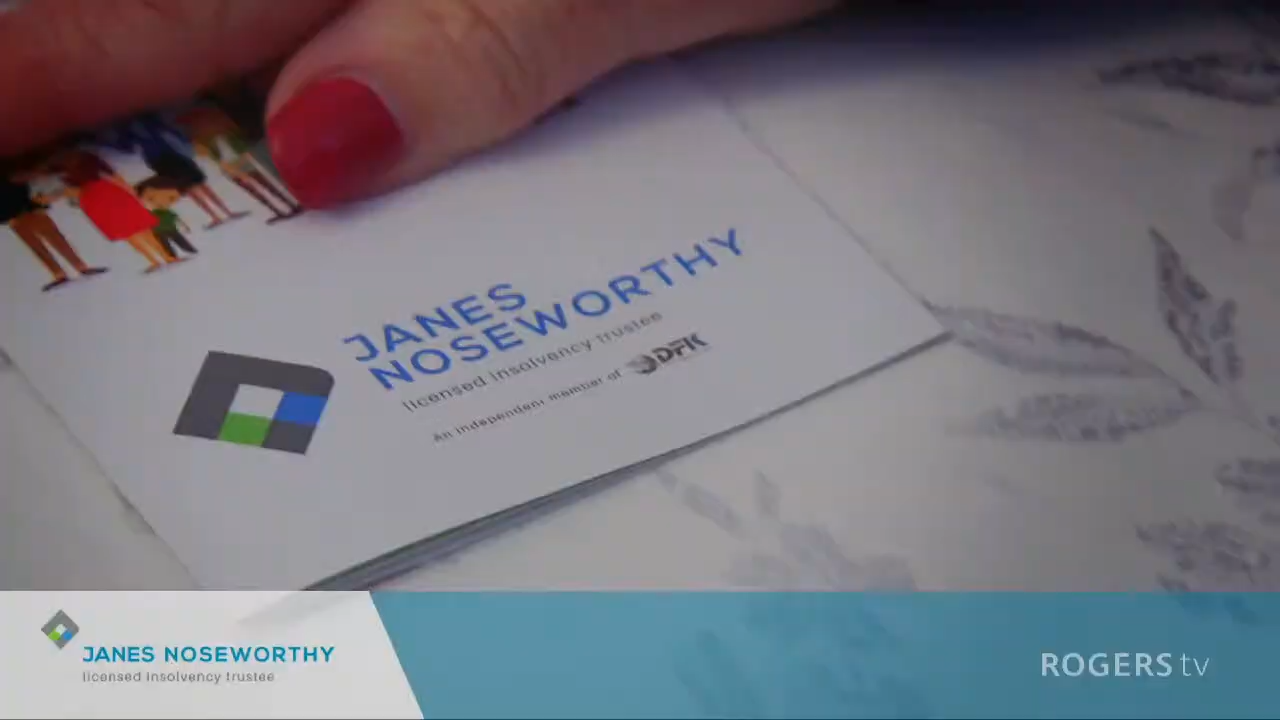 JANES
NOSEWORTHY
licensed insolvency trustee
An independent member of DFK
JANES NOSEWORTHY
licensed insolvency trustee
ROGERS tv